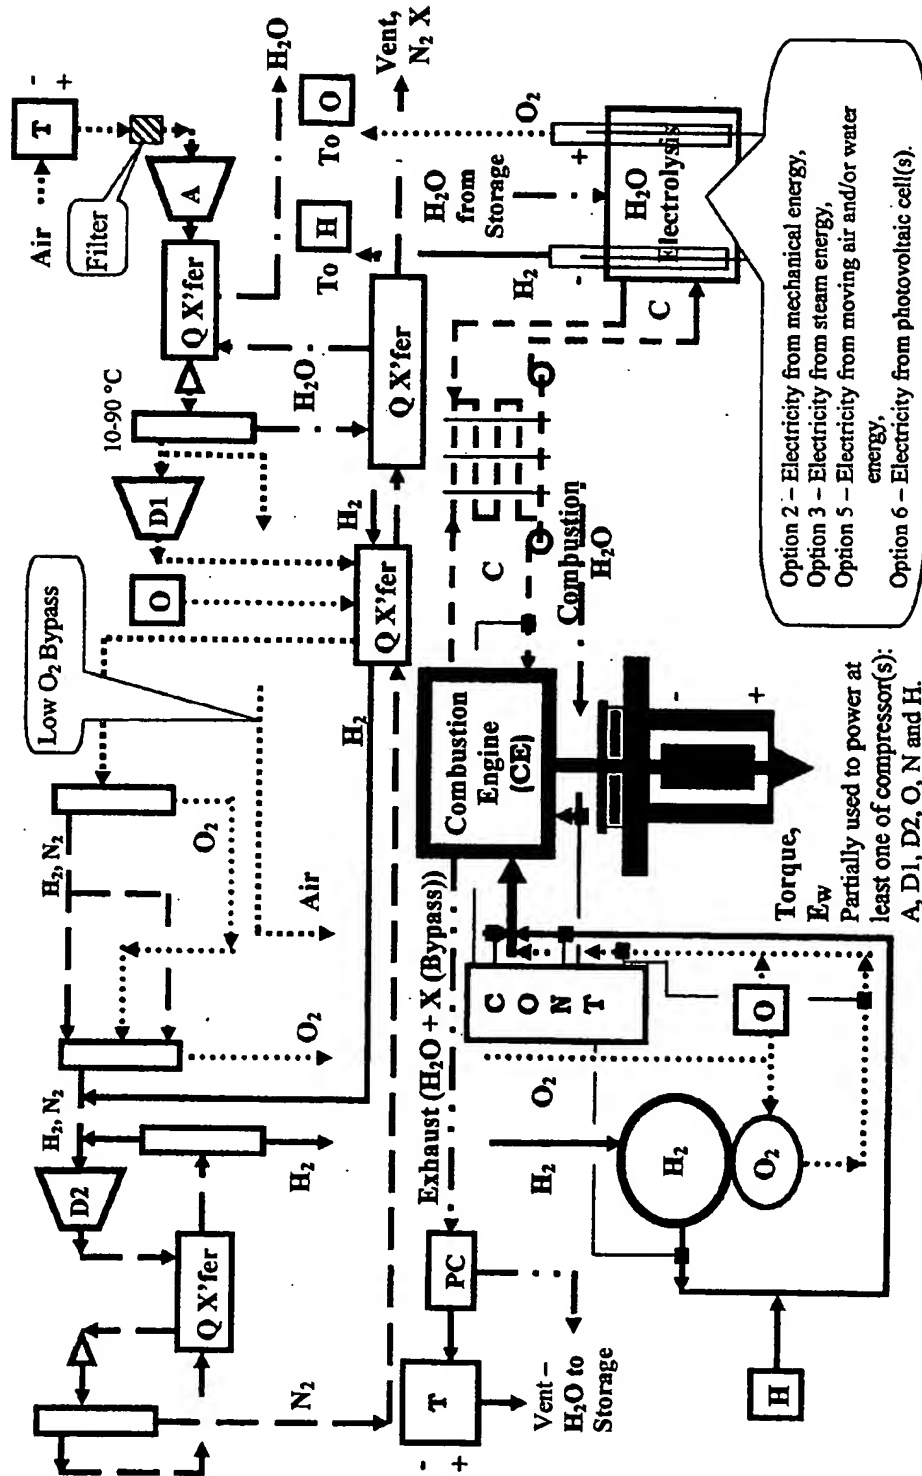 Air
T
-
+
Filter
A
Q X'fer
H₂O
10-90 °C
H₂O
D1
O
Low O₂ Bypass
H₂, N₂
O₂
Air
O₂
H₂, N₂
H₂
D2
Q X'fer
N₂
H₂
Q X'fer
H₂
Q X'fer
Vent,
N₂ X
To H
To O
H₂O
from
Storage
H₂
O₂
-
+
H₂O
Electrolysis
C
C
Combustion
H₂O
Combustion
Engine
(CE)
Exhaust (H₂O + X (Bypass))
C
O
N
T
PC
T
-
+
Vent –
H₂O to
Storage
H₂
O₂
H₂
O₂
O
H
-
+
Torque,
E_W
Partially used to power at
least one of compressor(s):
A, D1, D2, O, N and H.
Option 2 – Electricity from mechanical energy,
Option 3 – Electricity from steam energy,
Option 5 – Electricity from moving air and/or water
energy,
Option 6 – Electricity from photovoltaic cell(s).